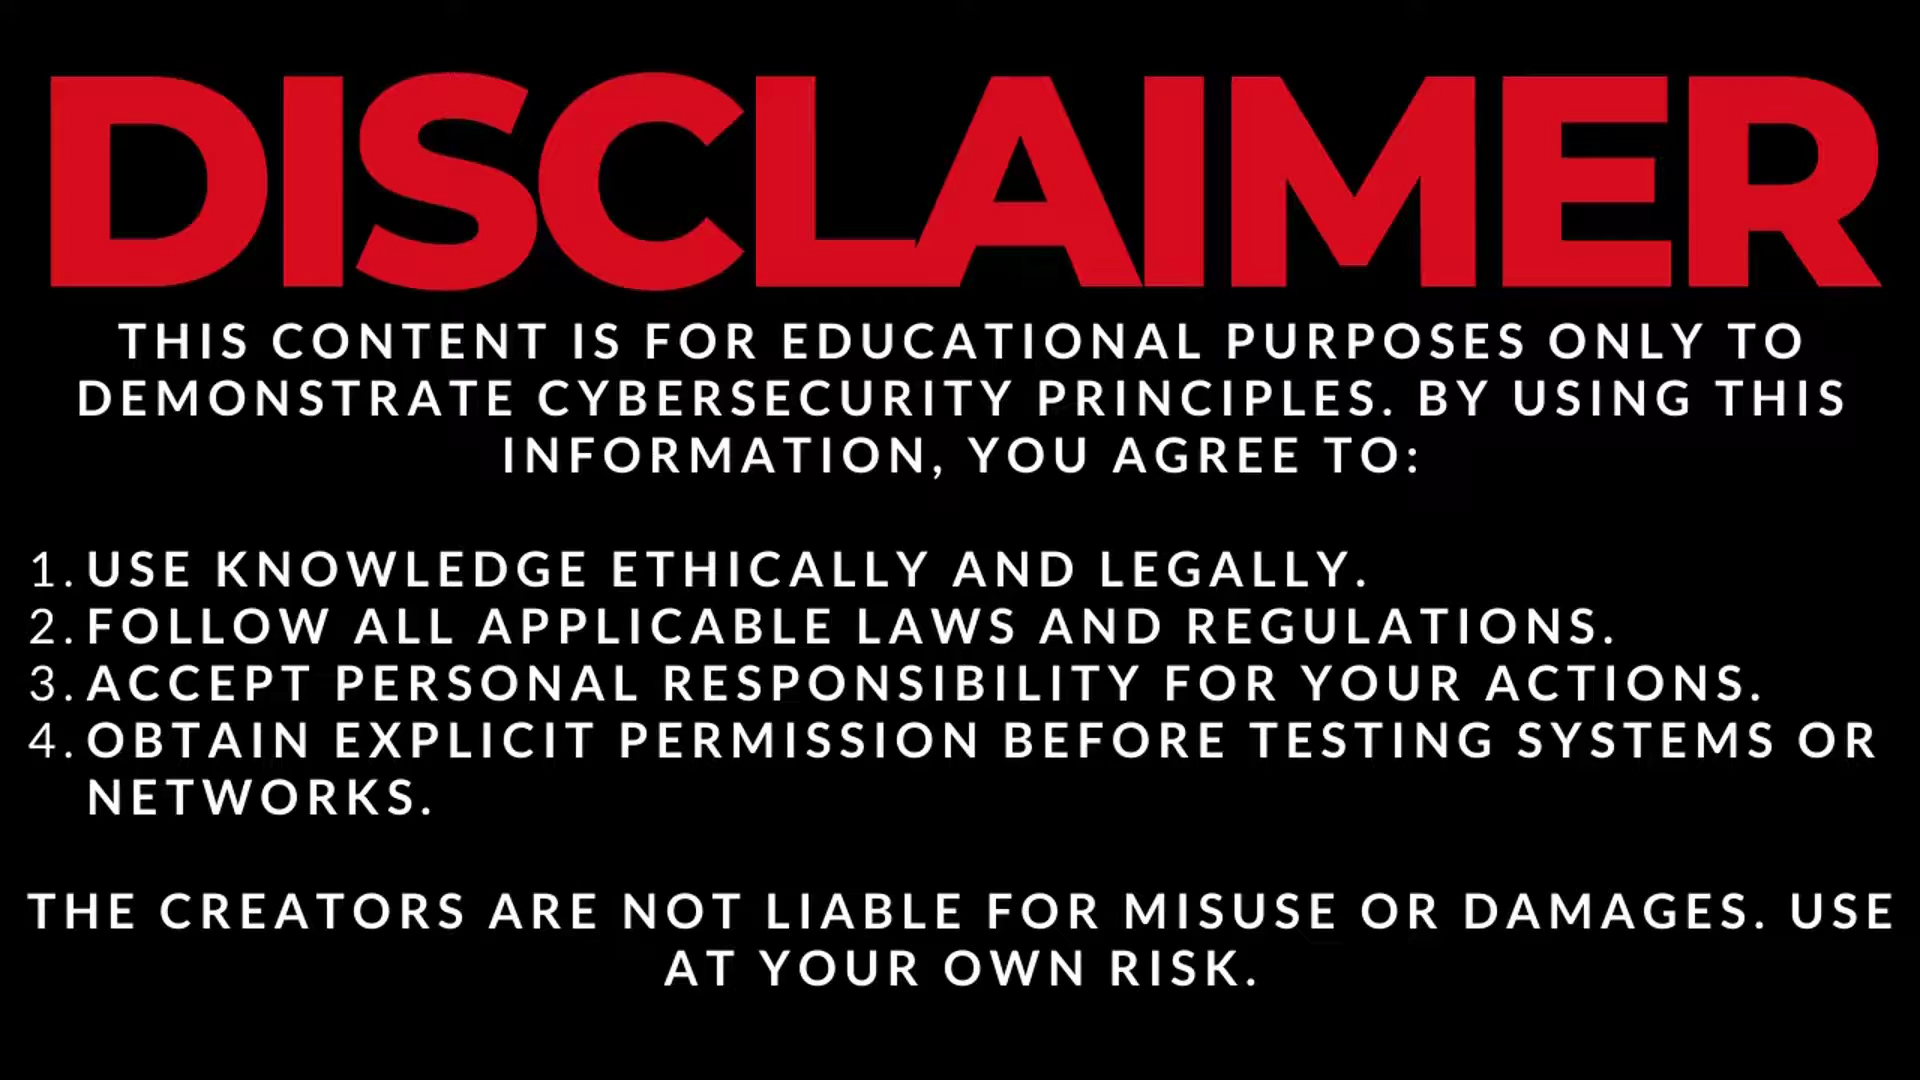 DISCLAIMER
THIS CONTENT IS FOR EDUCATIONAL PURPOSES ONLY TO
DEMONSTRATE CYBERSECURITY PRINCIPLES. BY USING THIS
INFORMATION, YOU AGREE TO:
1. USE KNOWLEDGE ETHICALLY AND LEGALLY.
2. FOLLOW ALL APPLICABLE LAWS AND REGULATIONS.
3. ACCEPT PERSONAL RESPONSIBILITY FOR YOUR ACTIONS.
4. OBTAIN EXPLICIT PERMISSION BEFORE TESTING SYSTEMS OR
NETWORKS.
THE CREATORS ARE NOT LIABLE FOR MISUSE OR DAMAGES. USE
AT YOUR OWN RISK.